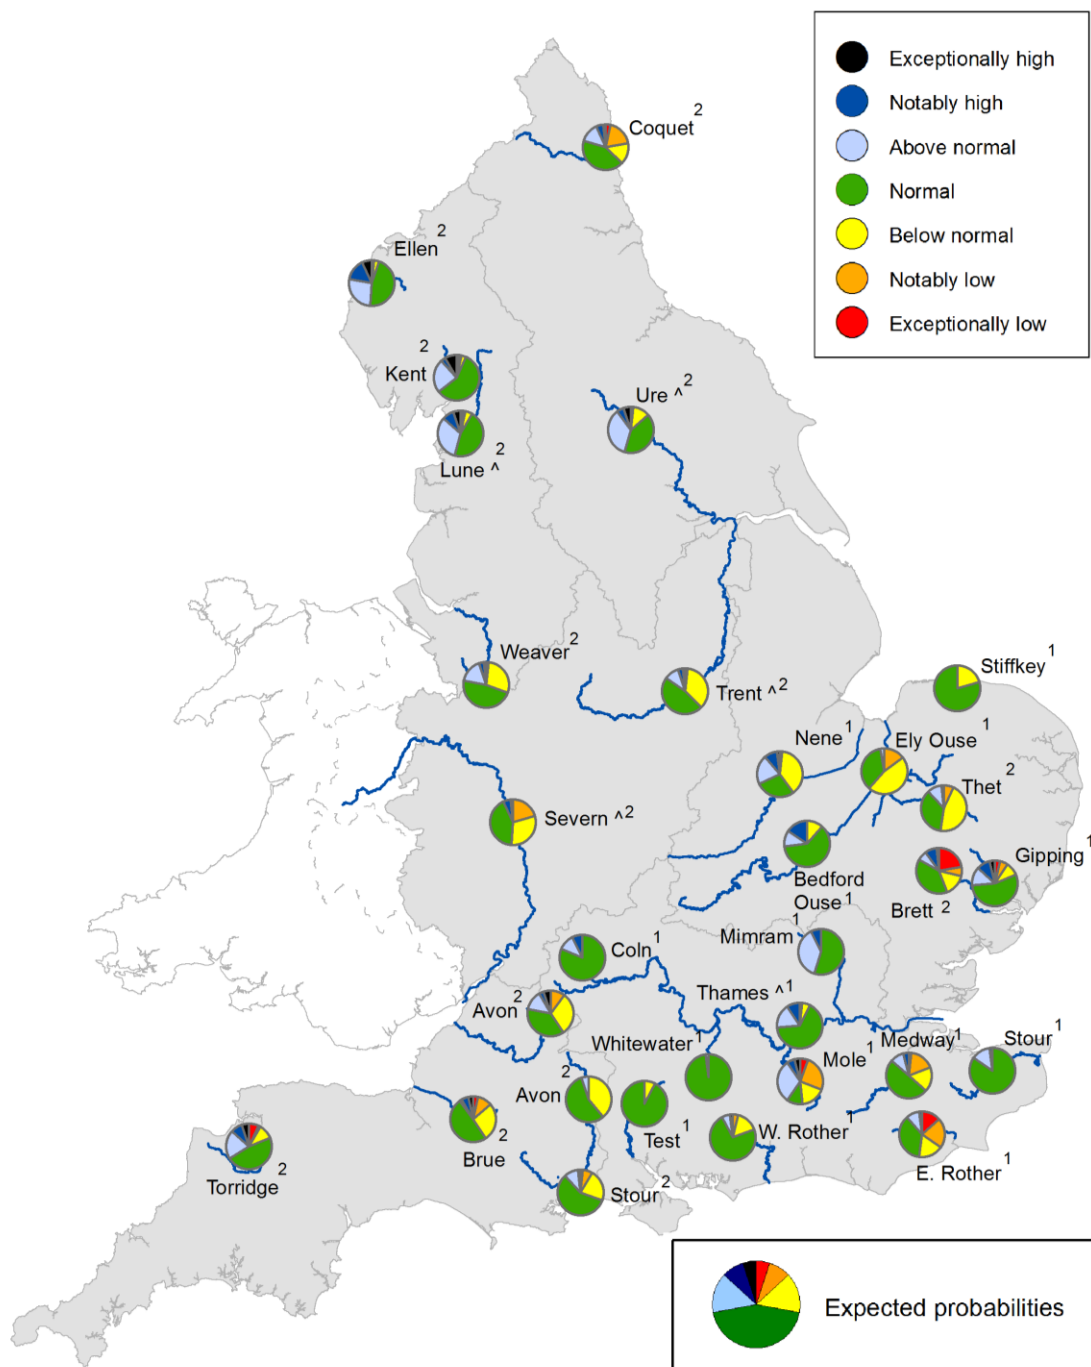 Exceptionally high
Notably high
Above normal
Normal
Below normal
Notably low
Exceptionally low
Coquet 2
Ellen 2
Kent 2
Lune ^ 2
Ure ^ 2
Weaver 2
Trent ^ 2
Stiffkey 1
Nene 1
Ely Ouse 1
Thet 2
Severn ^ 2
Bedford
Ouse 1
Brett 2
Gipping 1
Mimram 1
Coln 1
Avon 2
Thames ^ 1
Whitewater 1
Mole 1
Medway 1
Stour 1
Avon 2
Test 1
W. Rother 1
E. Rother 1
Brue 2
Torridge 2
Stour 2
Expected probabilities